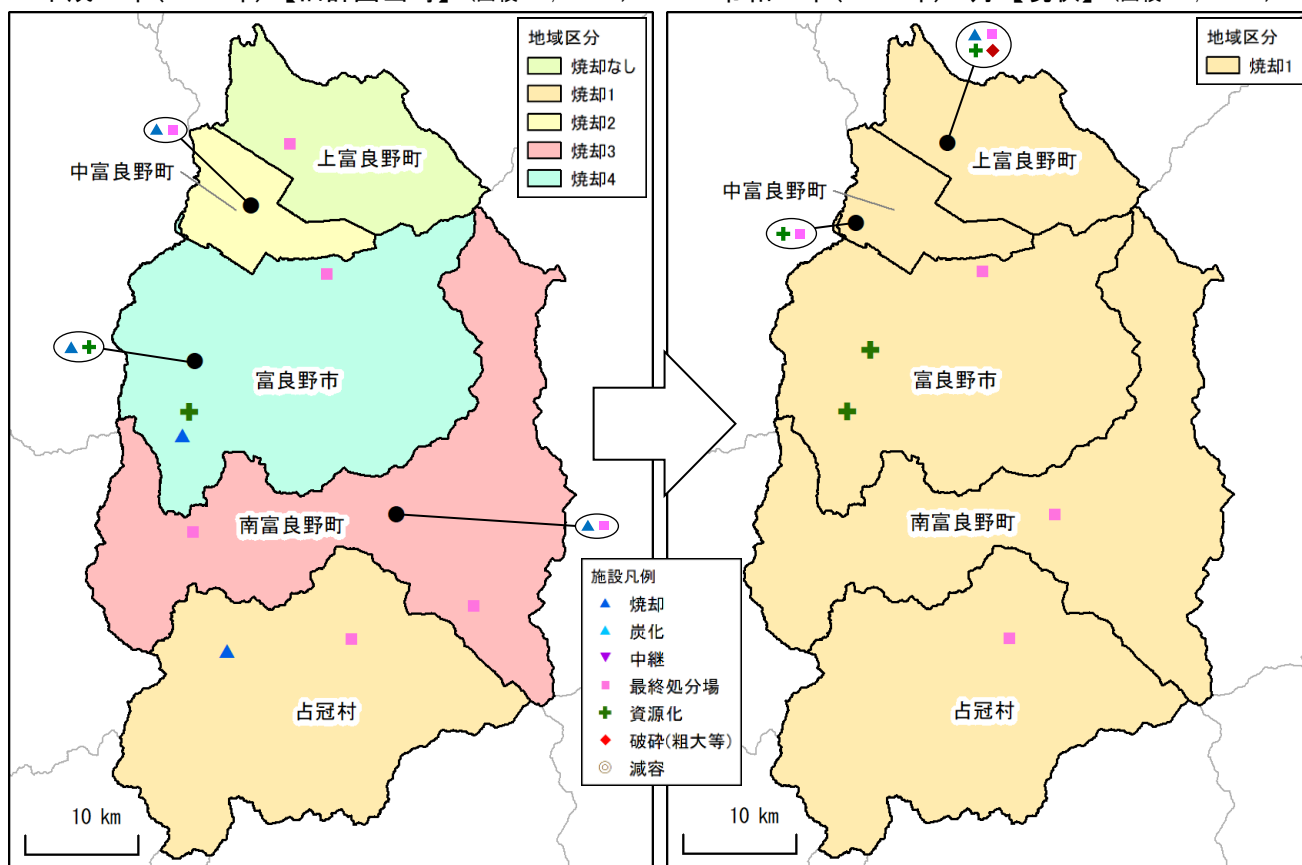 地域区分
焼却なし
焼却1
焼却2
焼却3
焼却4
上富良野町
中富良野町
富良野市
南富良野町
占冠村
10 km
施設凡例
焼却
炭化
中継
最終処分場
資源化
破砕(粗大等)
減容
地域区分
焼却1
上富良野町
中富良野町
富良野市
南富良野町
占冠村
10 km